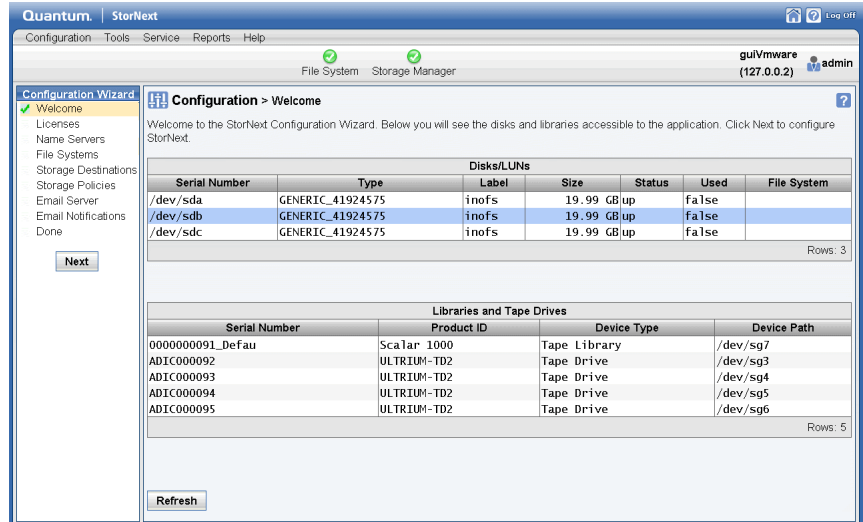 Quantum. StorNext Log Off
Configuration Tools Service Reports Help
File System Storage Manager
guiVmware
(127.0.0.2)
admin
Configuration Wizard
Welcome
Licenses
Name Servers
File Systems
Storage Destinations
Storage Policies
Email Server
Email Notifications
Done
Next
Configuration > Welcome ?
Welcome to the StorNext Configuration Wizard. Below you will see the disks and libraries accessible to the application. Click Next to configure
StorNext.
Disks/LUNs
Serial Number Type Label Size Status Used File System
/dev/sda GENERIC_41924575 inofs 19.99 GB up false
/dev/sdb GENERIC_41924575 inofs 19.99 GB up false
/dev/sdc GENERIC_41924575 inofs 19.99 GB up false
Rows: 3
Libraries and Tape Drives
Serial Number Product ID Device Type Device Path
0000000091_Defau Scalar 1000 Tape Library /dev/sg7
ADIC000092 ULTRIUM-TD2 Tape Drive /dev/sg3
ADIC000093 ULTRIUM-TD2 Tape Drive /dev/sg4
ADIC000094 ULTRIUM-TD2 Tape Drive /dev/sg5
ADIC000095 ULTRIUM-TD2 Tape Drive /dev/sg6
Rows: 5
Refresh